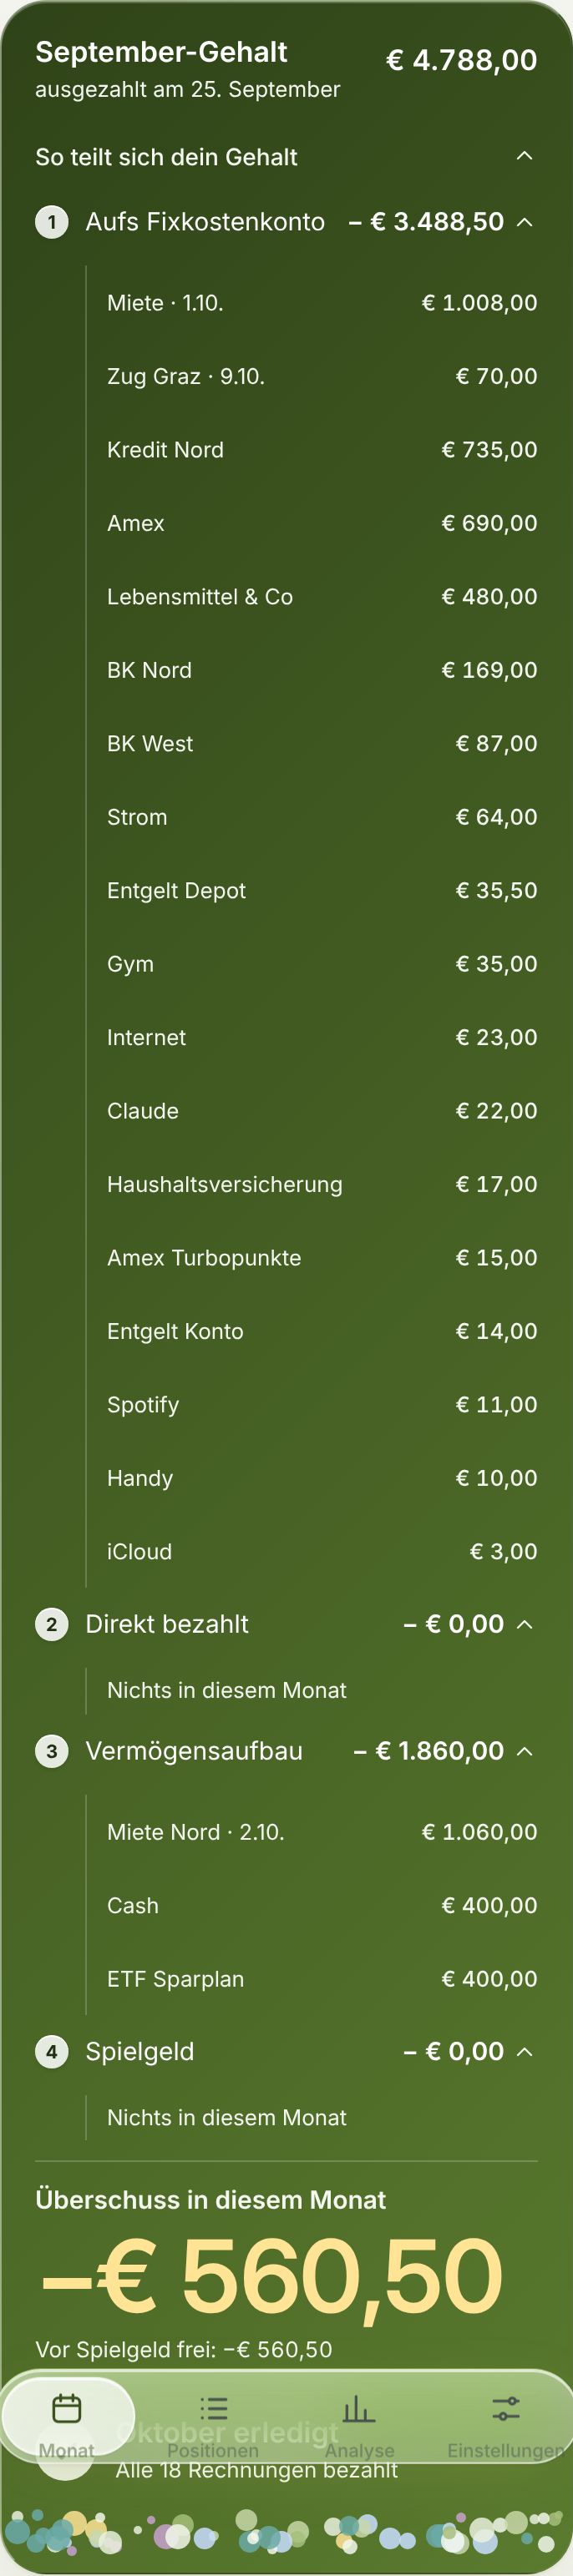 September-Gehalt
€ 4.788,00
ausgezahlt am 25. September
So teilt sich dein Gehalt
1 Aufs Fixkostenkonto – € 3.488,50
Miete · 1.10. € 1.008,00
Zug Graz · 9.10. € 70,00
Kredit Nord € 735,00
Amex € 690,00
Lebensmittel & Co € 480,00
BK Nord € 169,00
BK West € 87,00
Strom € 64,00
Entgelt Depot € 35,50
Gym € 35,00
Internet € 23,00
Claude € 22,00
Haushaltsversicherung € 17,00
Amex Turbopunkte € 15,00
Entgelt Konto € 14,00
Spotify € 11,00
Handy € 10,00
iCloud € 3,00
2 Direkt bezahlt – € 0,00
Nichts in diesem Monat
3 Vermögensaufbau – € 1.860,00
Miete Nord · 2.10. € 1.060,00
Cash € 400,00
ETF Sparplan € 400,00
4 Spielgeld – € 0,00
Nichts in diesem Monat
Überschuss in diesem Monat
–€ 560,50
Vor Spielgeld frei: –€ 560,50
Oktober erledigt
Monat Positionen Analyse Einstellungen
Alle 18 Rechnungen bezahlt